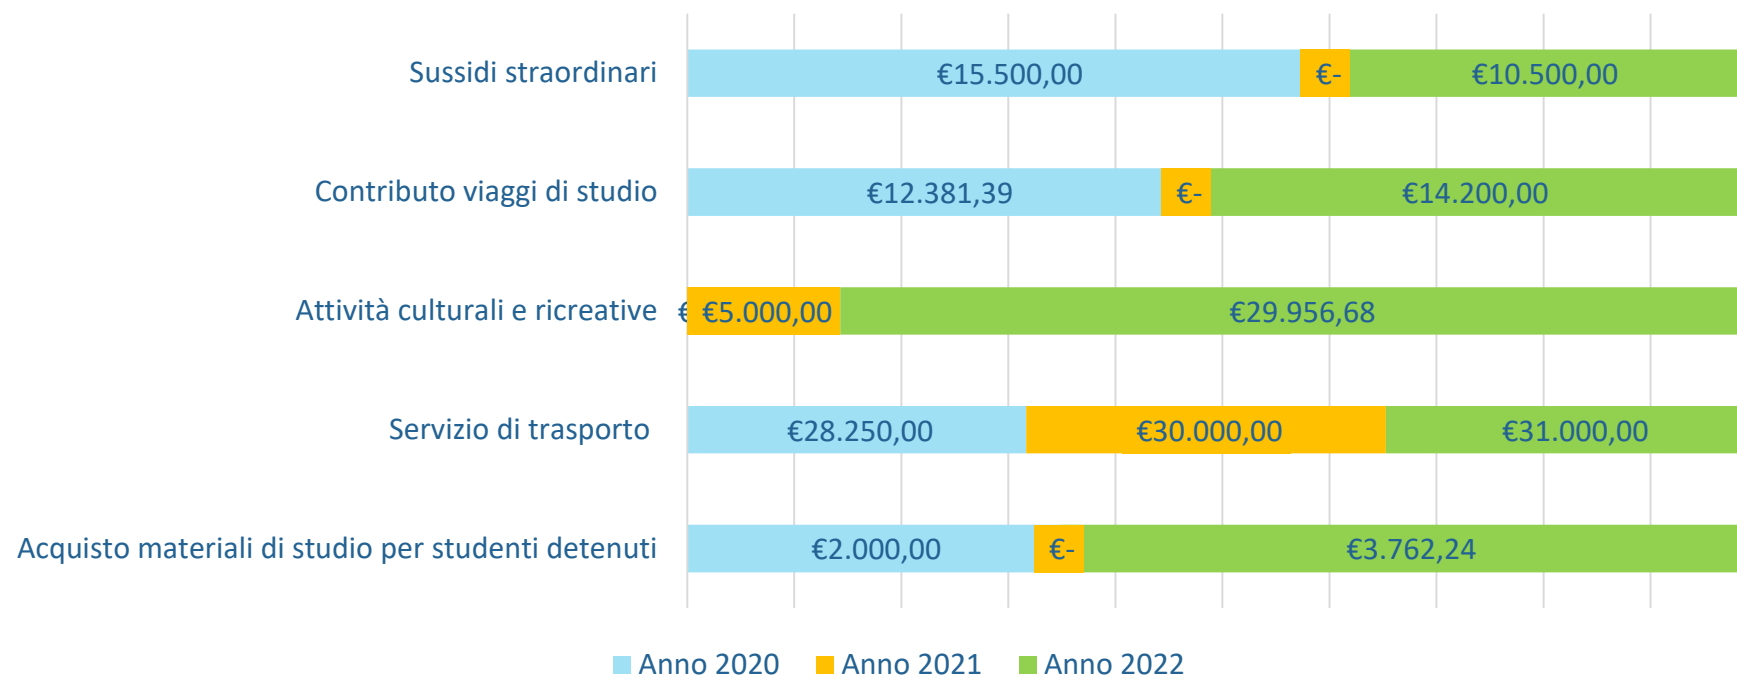 Sussidi straordinari €15.500,00 €- €10.500,00
Contributo viaggi di studio €12.381,39 €- €14.200,00
Attività culturali e ricreative €5.000,00 €29.956,68
Servizio di trasporto €28.250,00 €30.000,00 €31.000,00
Acquisto materiali di studio per studenti detenuti €2.000,00 €- €3.762,24
Anno 2020 Anno 2021 Anno 2022